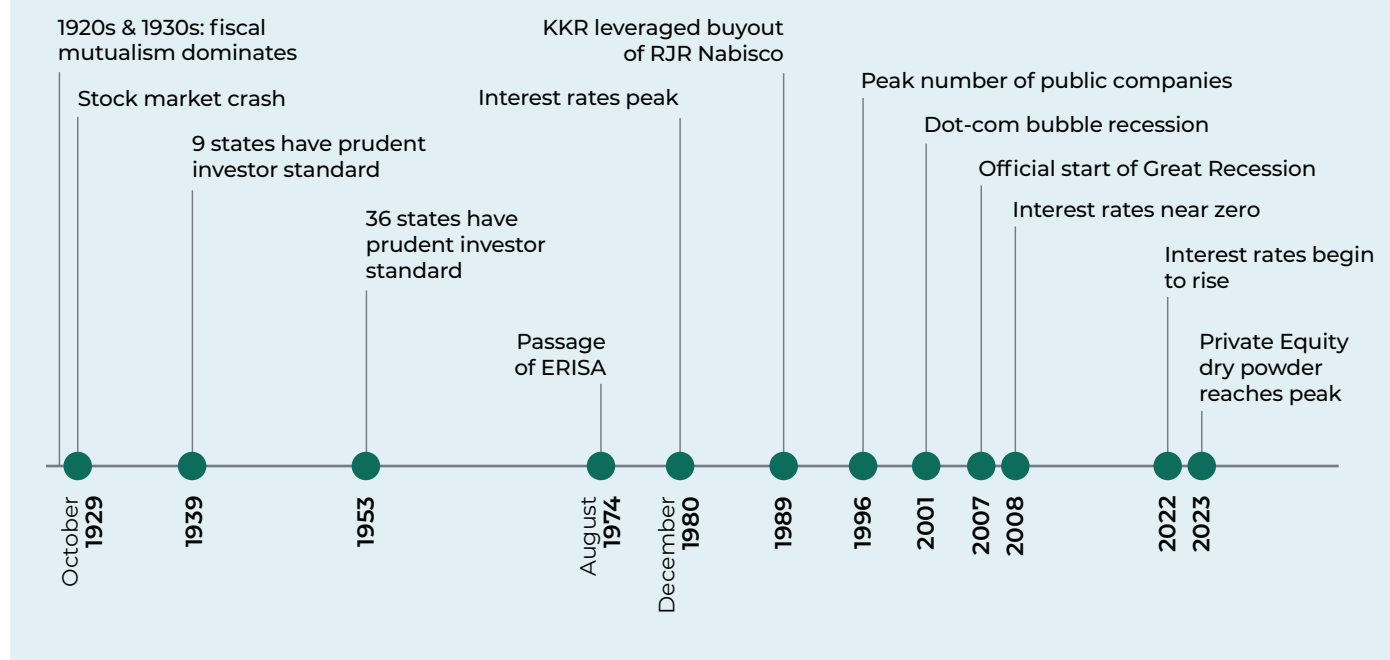 1920s & 1930s: fiscal
mutualism dominates
Stock market crash
9 states have prudent
investor standard
36 states have
prudent investor
standard
Passage
of ERISA
Interest rates peak
KKR leveraged buyout
of RJR Nabisco
Peak number of public companies
Dot-com bubble recession
Official start of Great Recession
Interest rates near zero
Interest rates begin
to rise
Private Equity
dry powder
reaches peak
October
1929
1939
1953
August
1974
December
1980
1989
1996
2001
2007
2008
2022
2023